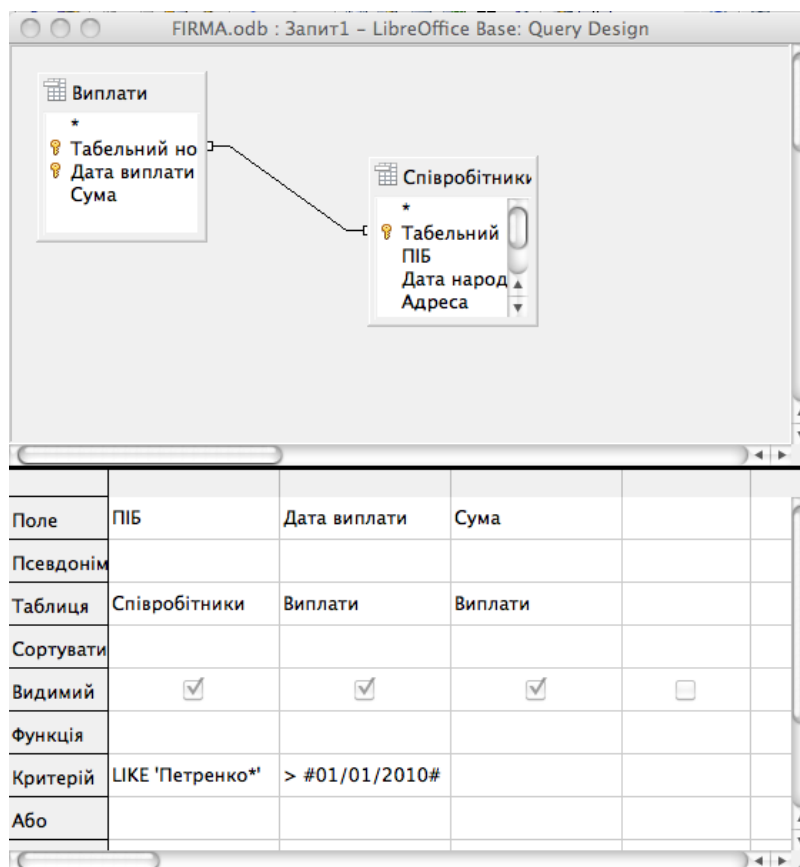 FIRMA.odb : Запит1 – LibreOffice Base: Query Design
Виплати
*
Табельний но
Дата виплати
Сума
Співробітники
*
Табельний
ПІБ
Дата народ
Адреса
Поле ПІБ Дата виплати Сума
Псевдонім
Таблиця Співробітники Виплати Виплати
Сортувати
Видимий
Функція
Критерій LIKE 'Петренко*' > #01/01/2010#
Або